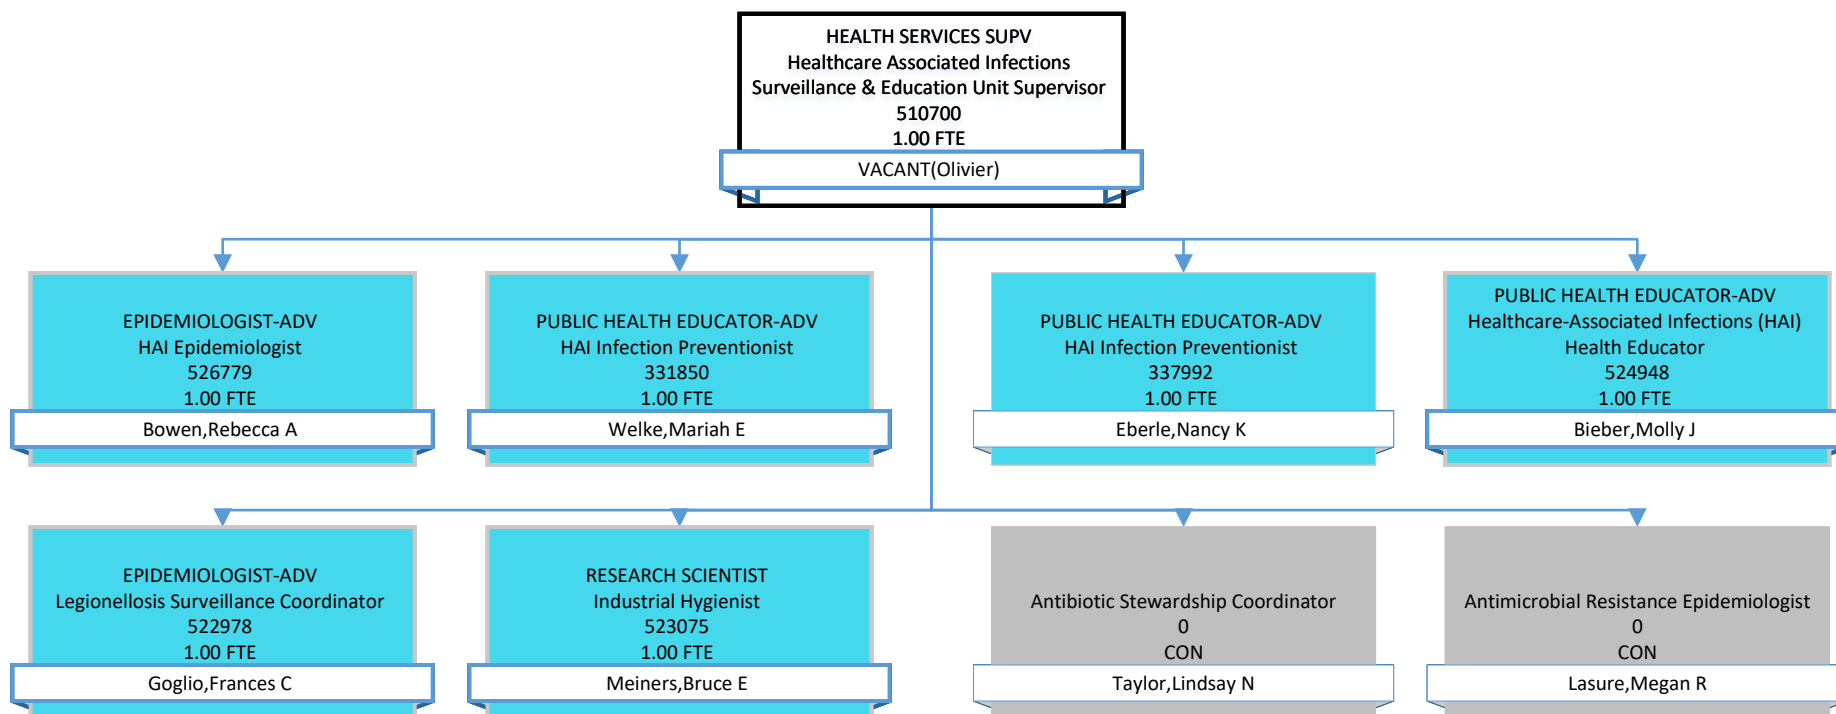 HEALTH SERVICES SUPV
Healthcare Associated Infections
Surveillance & Education Unit Supervisor
510700
1.00 FTE
VACANT(Olivier)
EPIDEMIOLOGIST-ADV
HAI Epidemiologist
526779
1.00 FTE
Bowen,Rebecca A
PUBLIC HEALTH EDUCATOR-ADV
HAI Infection Preventionist
331850
1.00 FTE
Welke,Mariah E
PUBLIC HEALTH EDUCATOR-ADV
HAI Infection Preventionist
337992
1.00 FTE
Eberle,Nancy K
PUBLIC HEALTH EDUCATOR-ADV
Healthcare-Associated Infections (HAI)
Health Educator
524948
1.00 FTE
Bieber,Molly J
EPIDEMIOLOGIST-ADV
Legionellosis Surveillance Coordinator
522978
1.00 FTE
Goglio,Frances C
RESEARCH SCIENTIST
Industrial Hygienist
523075
1.00 FTE
Meiners,Bruce E
Antibiotic Stewardship Coordinator
0
CON
Taylor,Lindsay N
Antimicrobial Resistance Epidemiologist
0
CON
Lasure,Megan R